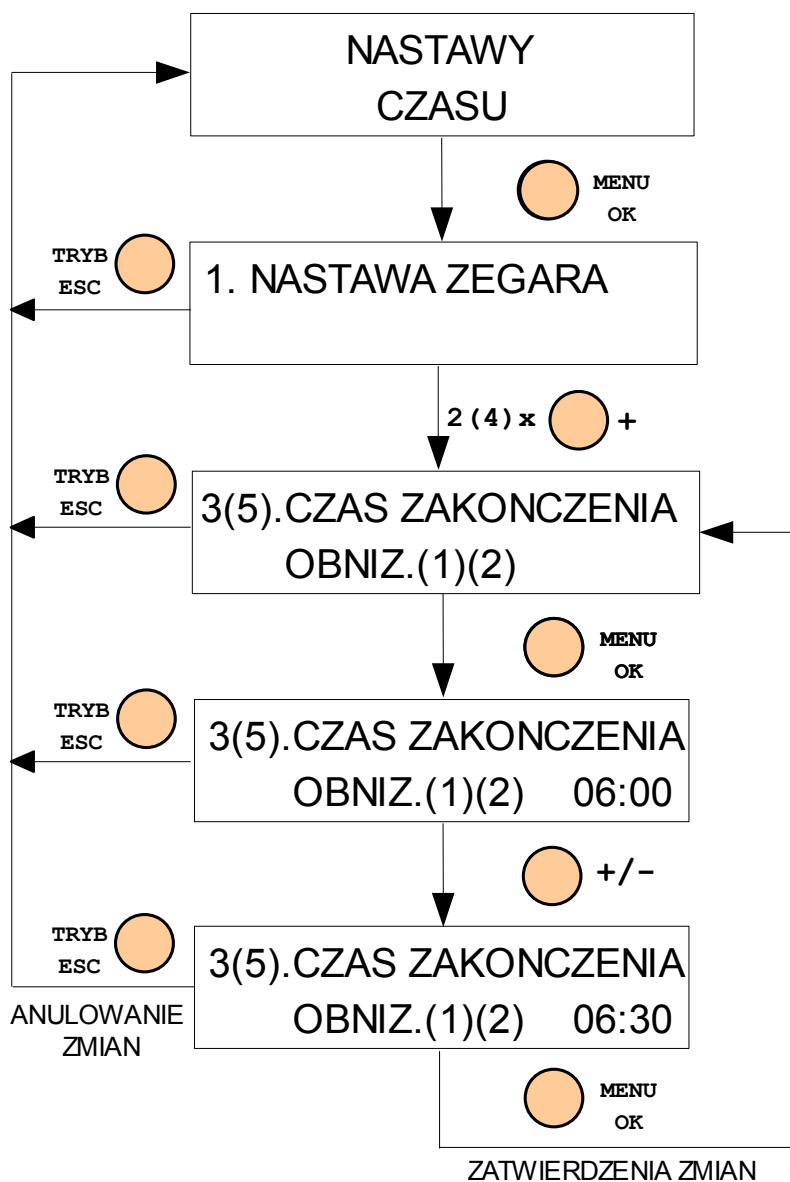 NASTAWY
CZASU
MENU
OK
TRYB
ESC
1. NASTAWA ZEGARA
2(4)x +
TRYB
ESC
3(5).CZAS ZAKONCZENIA
OBNIZ.(1)(2)
MENU
OK
TRYB
ESC
3(5).CZAS ZAKONCZENIA
OBNIZ.(1)(2) 06:00
+/-
TRYB
ESC
3(5).CZAS ZAKONCZENIA
OBNIZ.(1)(2) 06:30
ANULOWANIE
ZMIAN
MENU
OK
ZATWIERDZENIA ZMIAN